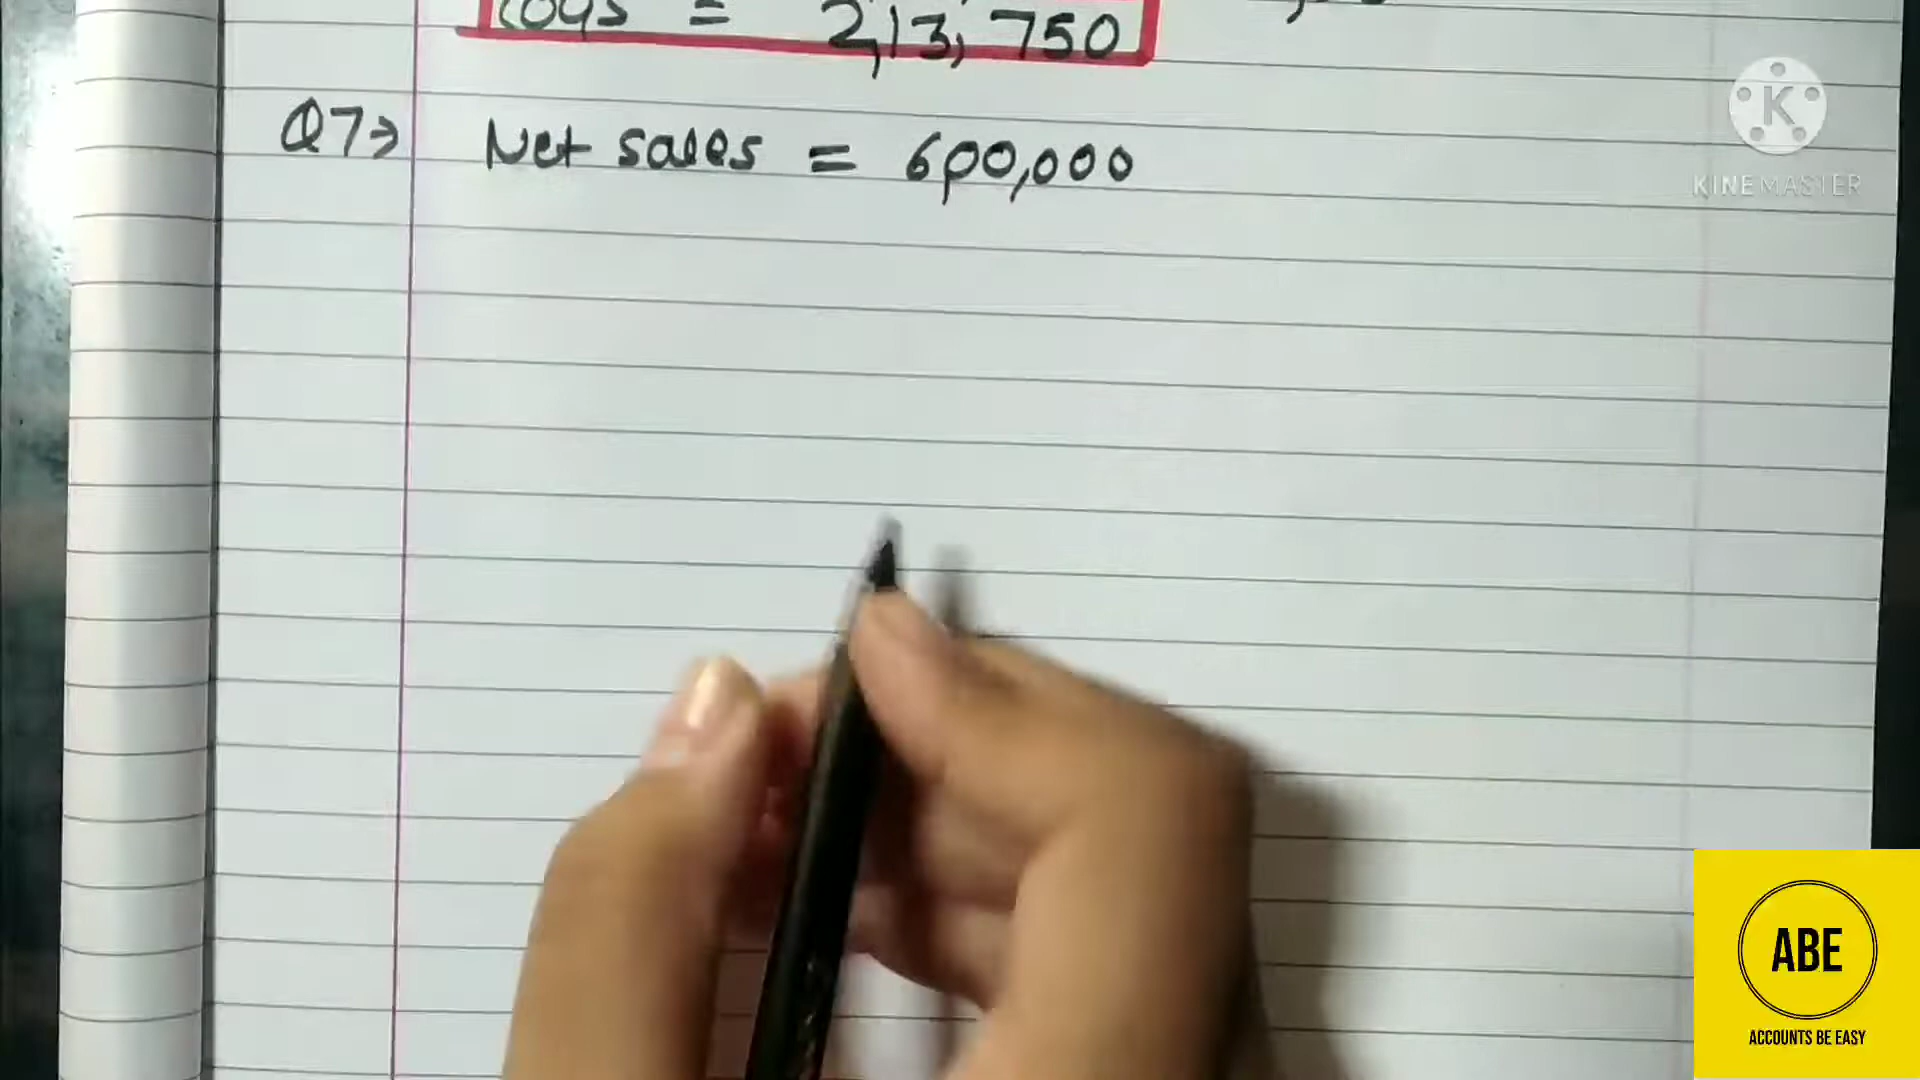 COGS = 2,13,750
Q7→ Net sales = 600,000
KINEMASTER
ABE
ACCOUNTS BE EASY